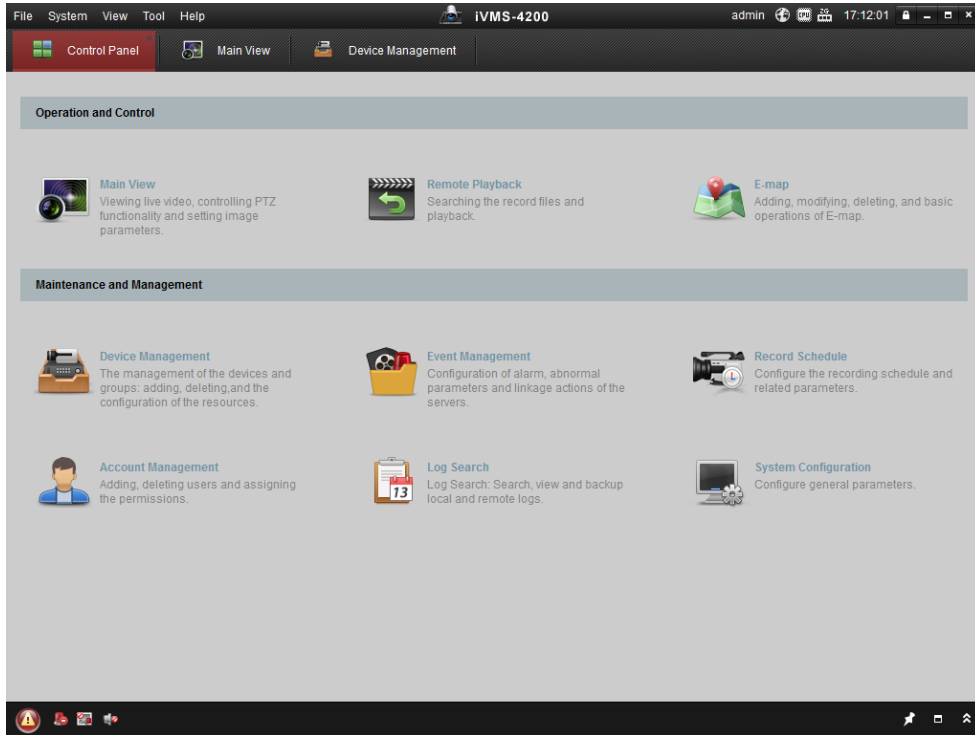 File System View Tool Help iVMS-4200 admin CPU 2G 17:12:01
Control Panel Main View Device Management
Operation and Control
Main View
Viewing live video, controlling PTZ
functionality and setting image
parameters.
Remote Playback
Searching the record files and
playback.
E-map
Adding, modifying, deleting, and basic
operations of E-map.
Maintenance and Management
Device Management
The management of the devices and
groups: adding, deleting,and the
configuration of the resources.
Event Management
Configuration of alarm, abnormal
parameters and linkage actions of the
servers.
Record Schedule
Configure the recording schedule and
related parameters.
Account Management
Adding, deleting users and assigning
the permissions.
13
Log Search
Log Search: Search, view and backup
local and remote logs.
System Configuration
Configure general parameters.